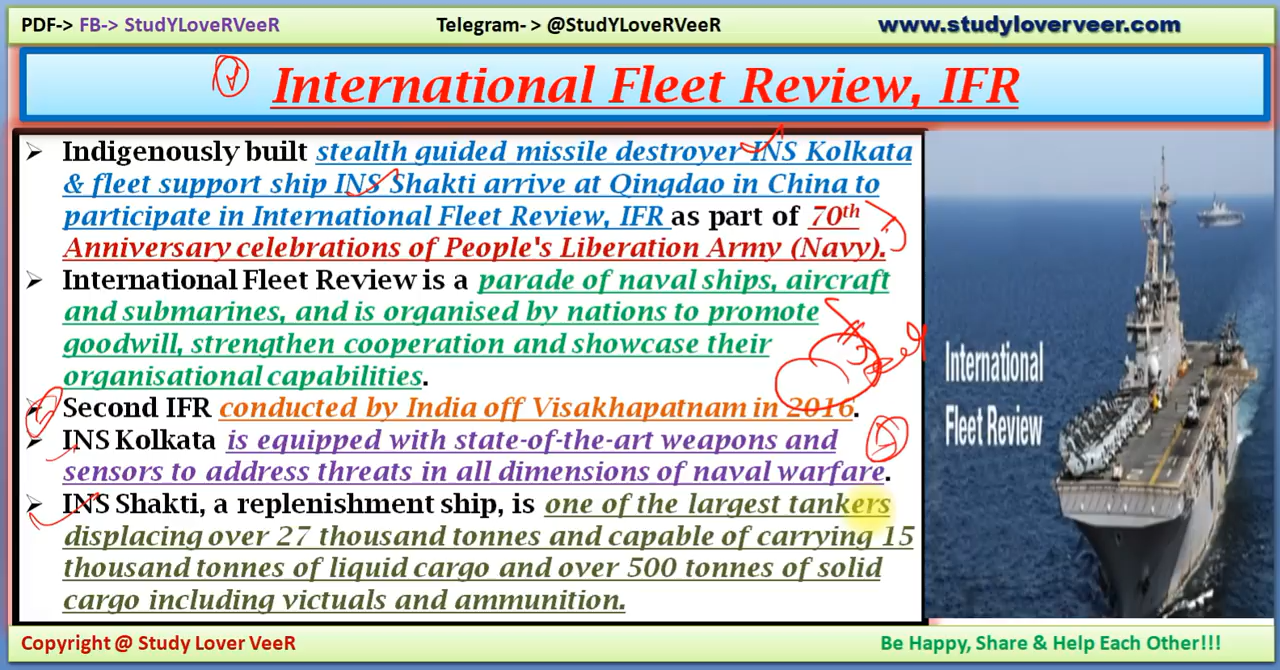 PDF-> FB-> StudYLoveRVeeR
Telegram- > @StudYLoveRVeeR
www.studyloverveer.com
International Fleet Review, IFR
➢ Indigenously built stealth guided missile destroyer INS Kolkata
& fleet support ship INS Shakti arrive at Qingdao in China to
participate in International Fleet Review, IFR as part of 70th
Anniversary celebrations of People's Liberation Army (Navy).
➢ International Fleet Review is a parade of naval ships, aircraft
and submarines, and is organised by nations to promote
goodwill, strengthen cooperation and showcase their
organisational capabilities.
➢ Second IFR conducted by India off Visakhapatnam in 2016.
➢ INS Kolkata is equipped with state-of-the-art weapons and
sensors to address threats in all dimensions of naval warfare.
➢ INS Shakti, a replenishment ship, is one of the largest tankers
displacing over 27 thousand tonnes and capable of carrying 15
thousand tonnes of liquid cargo and over 500 tonnes of solid
cargo including victuals and ammunition.
International
Fleet Review
Copyright @ Study Lover VeeR
Be Happy, Share & Help Each Other!!!